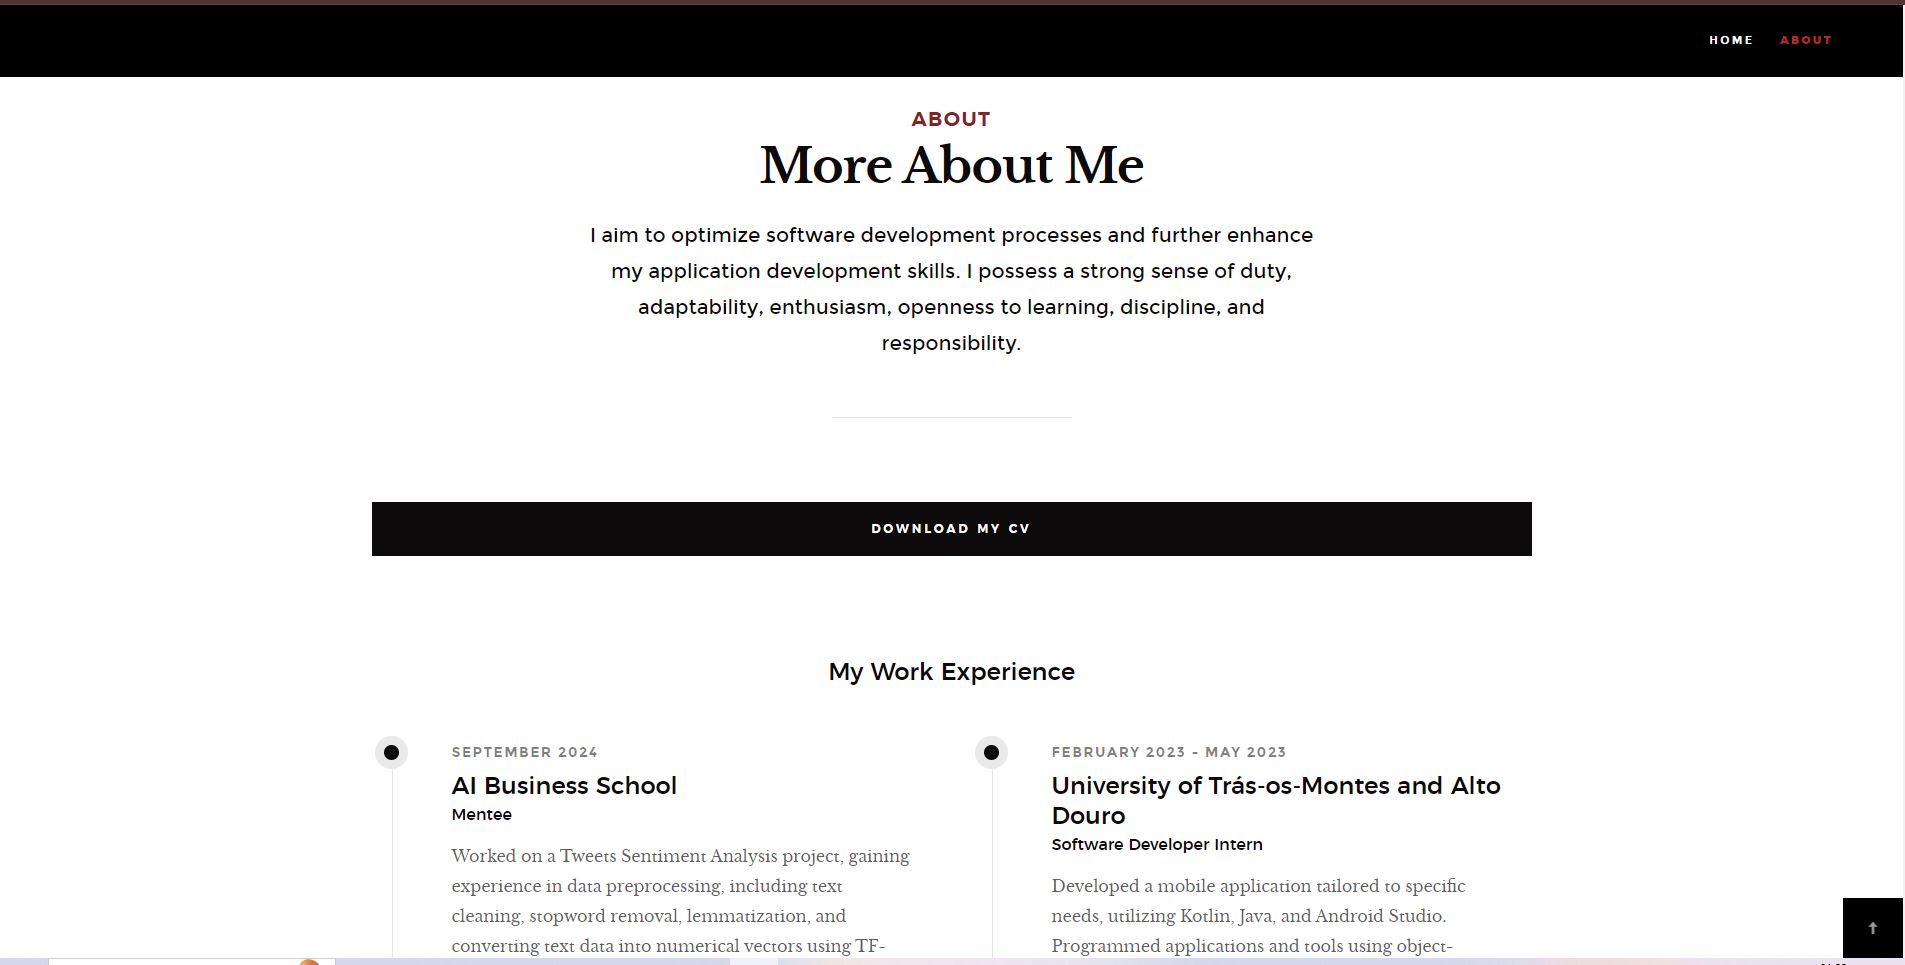 HOME ABOUT
ABOUT
More About Me
I aim to optimize software development processes and further enhance
my application development skills. I possess a strong sense of duty,
adaptability, enthusiasm, openness to learning, discipline, and
responsibility.
DOWNLOAD MY CV
My Work Experience
SEPTEMBER 2024
AI Business School
Mentee
Worked on a Tweets Sentiment Analysis project, gaining
experience in data preprocessing, including text
cleaning, stopword removal, lemmatization, and
converting text data into numerical vectors using TF-
FEBRUARY 2023 - MAY 2023
University of Trás-os-Montes and Alto
Douro
Software Developer Intern
Developed a mobile application tailored to specific
needs, utilizing Kotlin, Java, and Android Studio.
Programmed applications and tools using object-